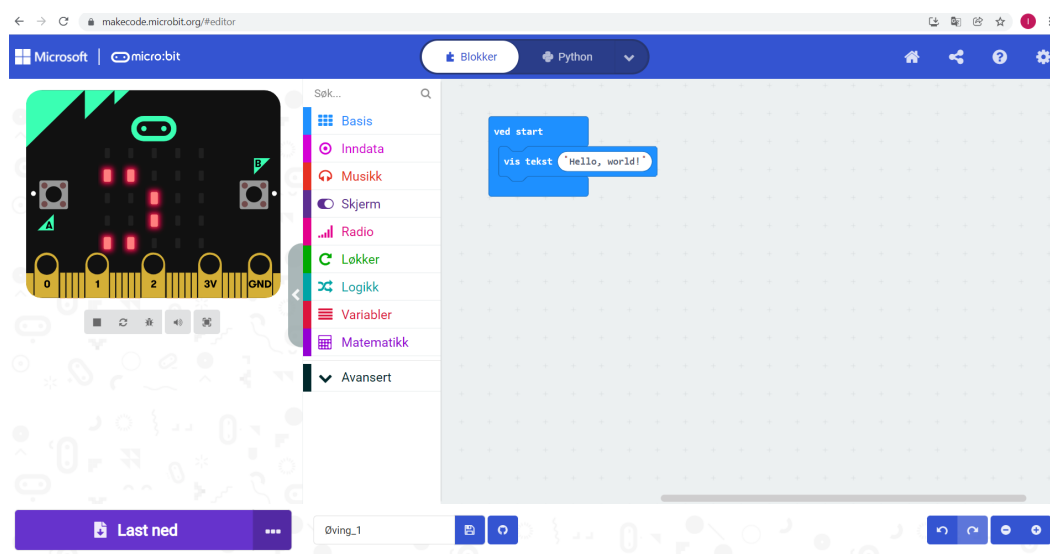 makecode.microbit.org/#editor
Microsoft | micro:bit
Blokker
Python
Søk...
Basis
Inndata
Musikk
Skjerm
Radio
Løkker
Logikk
Variabler
Matematikk
Avansert
ved start
vis tekst "Hello, world!"
B
A
0 1 2 3V GND
Last ned
Øving_1